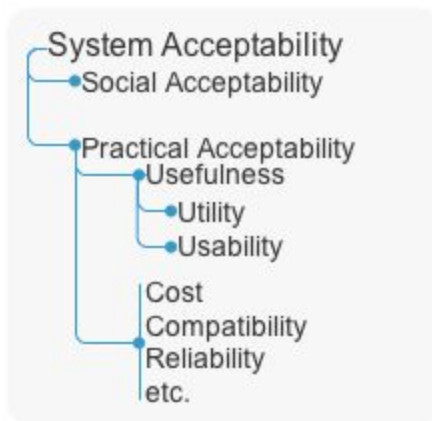 System Acceptability
Social Acceptability
Practical Acceptability
Usefulness
Utility
Usability
Cost
Compatibility
Reliability
etc.